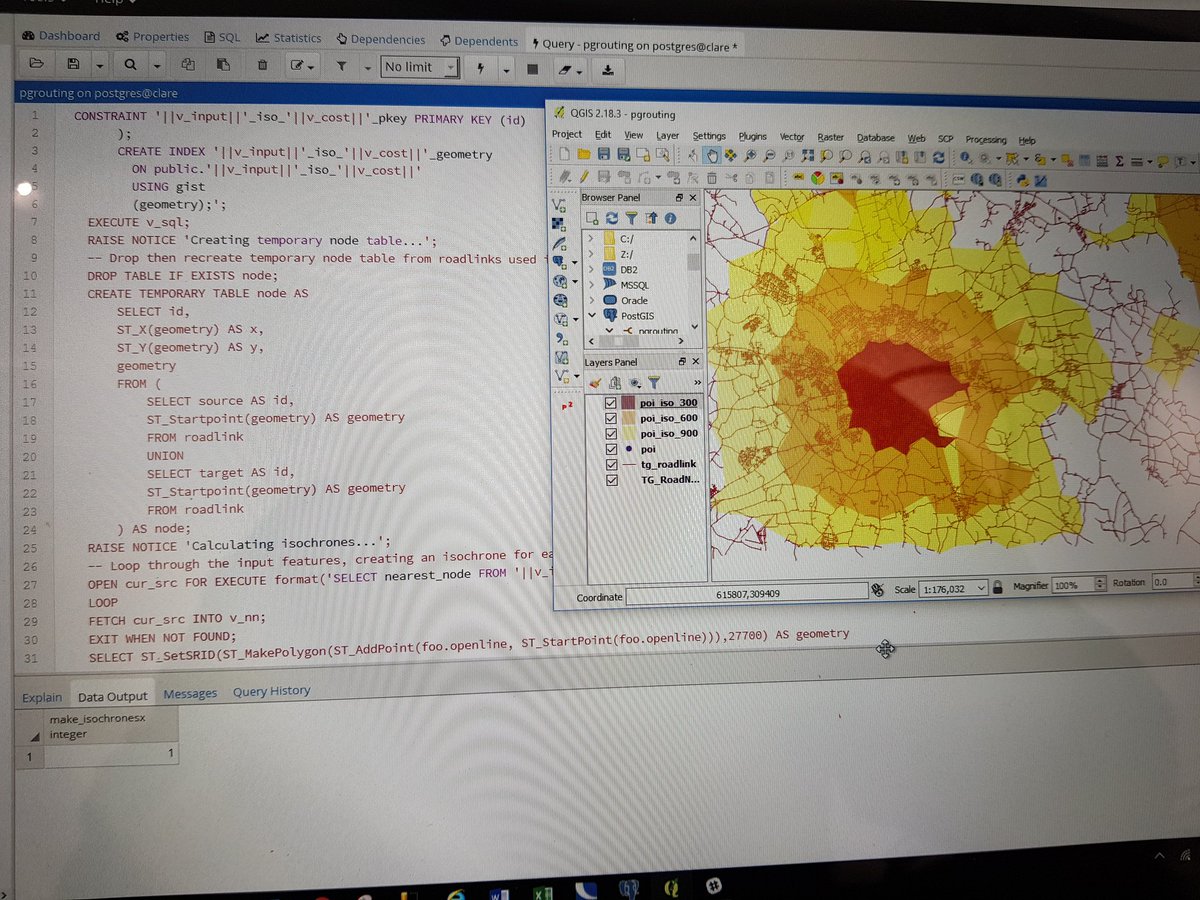 Help
Dashboard Properties SQL Statistics Dependencies Dependents Query - pgrouting on postgres@clare *
No limit
pgrouting on postgres@clare
1 CONSTRAINT '||v_input||'_iso_'||v_cost||'_pkey PRIMARY KEY (id)
2 );
3 CREATE INDEX '||v_input||'_iso_'||v_cost||'_geometry
4 ON public.'||v_input||'_iso_'||v_cost||'
5 USING gist
6 (geometry);';
7 EXECUTE v_sql;
8 RAISE NOTICE 'Creating temporary node table...';
9 -- Drop then recreate temporary node table from roadlinks used
10 DROP TABLE IF EXISTS node;
11 CREATE TEMPORARY TABLE node AS
12 SELECT id,
13 ST_X(geometry) AS x,
14 ST_Y(geometry) AS y,
15 geometry
16 FROM (
17 SELECT source AS id,
18 ST_Startpoint(geometry) AS geometry
19 FROM roadlink
20 UNION
21 SELECT target AS id,
22 ST_Startpoint(geometry) AS geometry
23 FROM roadlink
24 ) AS node;
25 RAISE NOTICE 'Calculating isochrones...';
26 -- Loop through the input features, creating an isochrone for ea
27 OPEN cur_src FOR EXECUTE format('SELECT nearest_node FROM '||v_i
28 LOOP
29 FETCH cur_src INTO v_nn;
30 EXIT WHEN NOT FOUND;
31 SELECT ST_SetSRID(ST_MakePolygon(ST_AddPoint(foo.openline, ST_StartPoint(foo.openline))),27700) AS geometry
QGIS 2.18.3 - pgrouting
Project Edit View Layer Settings Plugins Vector Raster Database Web SCP Processing Help
Browser Panel
C:/
Z:/
DB2
MSSQL
Oracle
PostGIS
pgrouting
Layers Panel
poi_iso_300
poi_iso_600
poi_iso_900
poi
tg_roadlink
TG_RoadN...
Coordinate 615807,309409 Scale 1:176,032 Magnifier 100% Rotation 0.0
Explain Data Output Messages Query History
make_isochronesx
integer
1 1